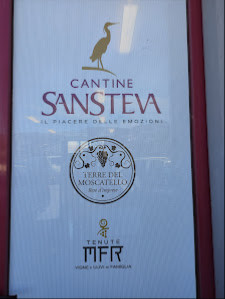 CANTINE
SANSTEVA
IL PIACERE DELLE EMOZIONI
TERRE DEL
MOSCATELLO
TENUTE
MFR